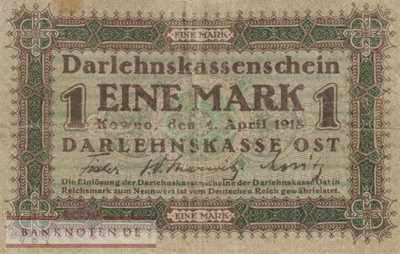 EINE MARK
Darlehnskassenschein
1 EINE MARK 1
Kowno, den 4. April 1918
DARLEHNSKASSE OST
Die Einlösung der Darlehnskassenscheine der Darlehnskasse Ost in
Reichsmark zum Nennwert ist vom Deutschen Reich gewährleistet.
EINE MARK
BANKNOTEN.DE